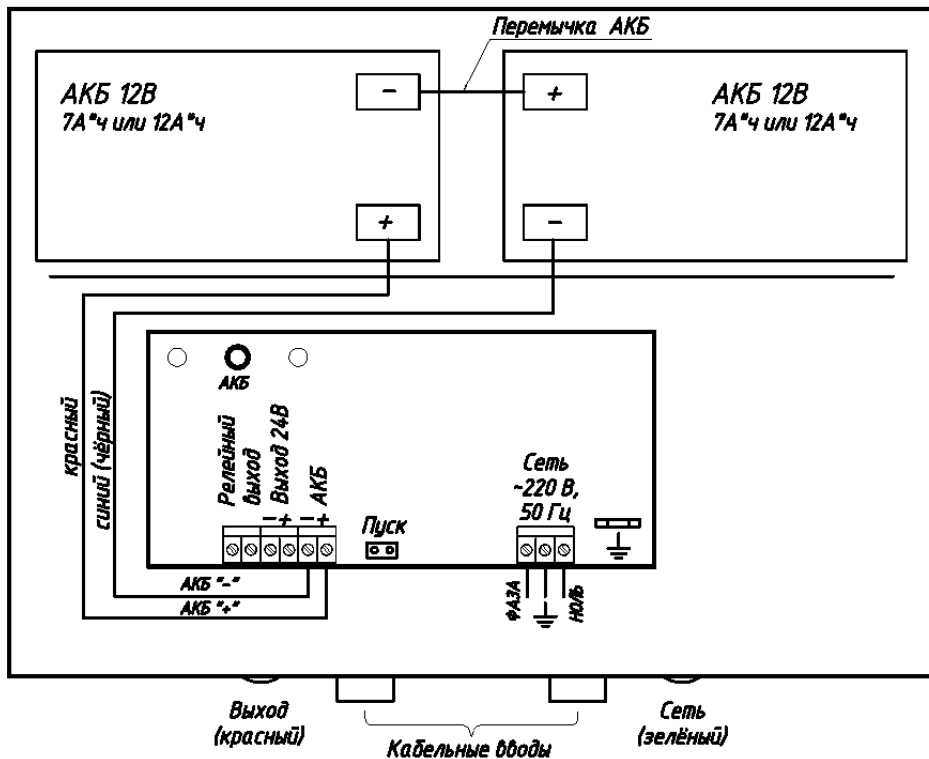 Перемычка АКБ
АКБ 12В
7А*ч или 12А*ч
-
+
АКБ 12В
7А*ч или 12А*ч
+
-
красный
синий (чёрный)
АКБ
Релейный
выход
Выход 24В
- +
АКБ
- +
Пуск
Сеть
~220 В,
50 Гц
АКБ "-"
АКБ "+"
ФАЗА
НОЛЬ
Выход
(красный)
Кабельные вводы
Сеть
(зелёный)